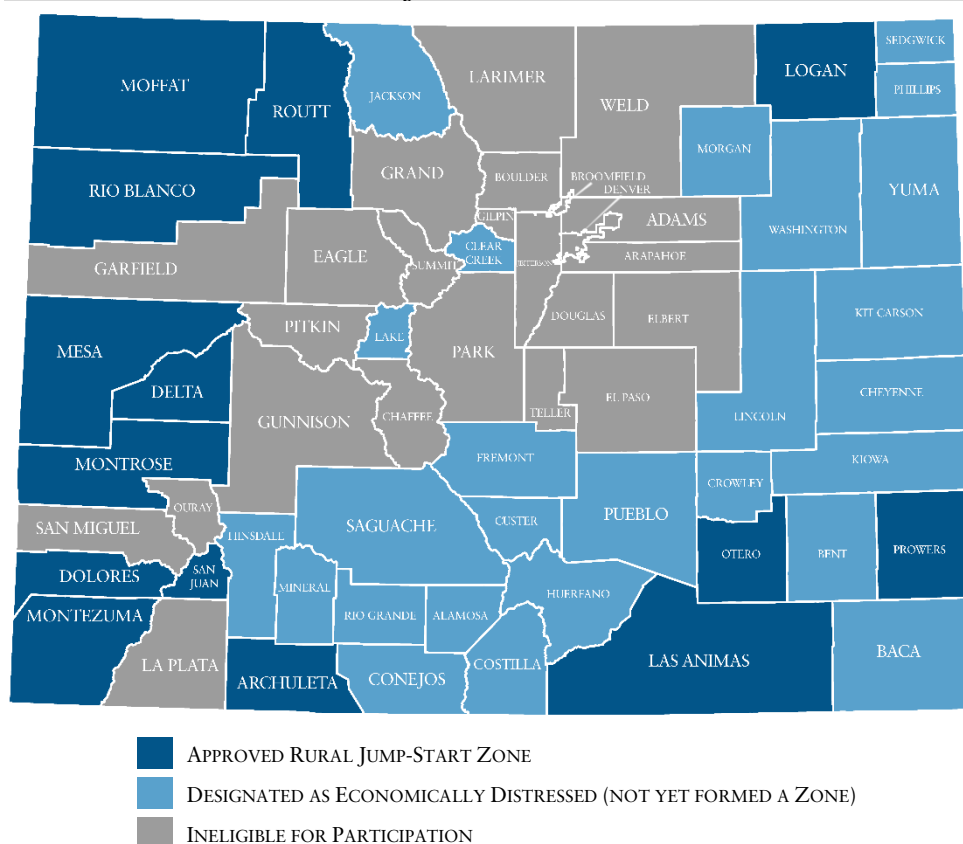 MOFFAT
ROUTT
JACKSON
LARIMER
WELD
LOGAN
SEDGWICK
PHILLIPS
MORGAN
RIO BLANCO
GRAND
BOULDER
BROOMFIELD
DENVER
YUMA
GILPIN
ADAMS
WASHINGTON
GARFIELD
EAGLE
SUMMIT
CLEAR
CREEK
JEFFERSON
ARAPAHOE
MESA
PITKIN
LAKE
PARK
DOUGLAS
ELBERT
KIT CARSON
DELTA
GUNNISON
CHAFFEE
TELLER
EL PASO
LINCOLN
CHEYENNE
MONTROSE
FREMONT
CROWLEY
KIOWA
OURAY
SAN MIGUEL
HINSDALE
SAGUACHE
CUSTER
PUEBLO
OTERO
BENT
PROWERS
DOLORES
SAN
JUAN
MINERAL
RIO GRANDE
ALAMOSA
HUERFANO
MONTEZUMA
LA PLATA
ARCHULETA
CONEJOS
COSTILLA
LAS ANIMAS
BACA
APPROVED RURAL JUMP-START ZONE
DESIGNATED AS ECONOMICALLY DISTRESSED (NOT YET FORMED A ZONE)
INELIGIBLE FOR PARTICIPATION